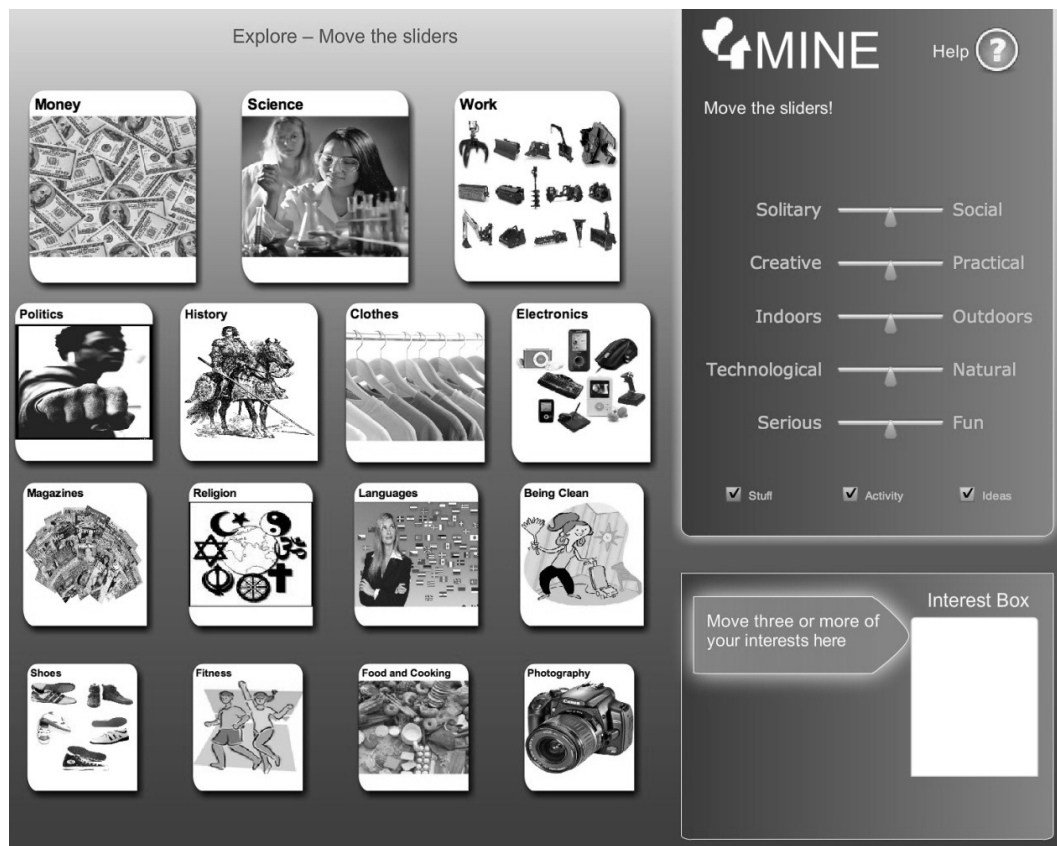 Explore – Move the sliders
Money
Science
Work
Politics
History
Clothes
Electronics
Magazines
Religion
Languages
Being Clean
Shoes
Fitness
Food and Cooking
Photography
Canon
4MINE
Help ?
Move the sliders!
Solitary Social
Creative Practical
Indoors Outdoors
Technological Natural
Serious Fun
Stuff Activity Ideas
Move three or more of
your interests here
Interest Box